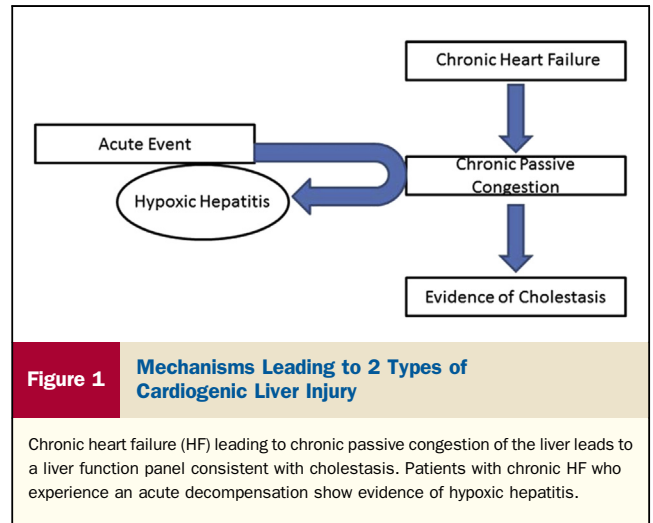 Chronic Heart Failure
Acute Event
Chronic Passive
Congestion
Hypoxic Hepatitis
Evidence of Cholestasis
Figure 1
Mechanisms Leading to 2 Types of
Cardiogenic Liver Injury
Chronic heart failure (HF) leading to chronic passive congestion of the liver leads to
a liver function panel consistent with cholestasis. Patients with chronic HF who
experience an acute decompensation show evidence of hypoxic hepatitis.